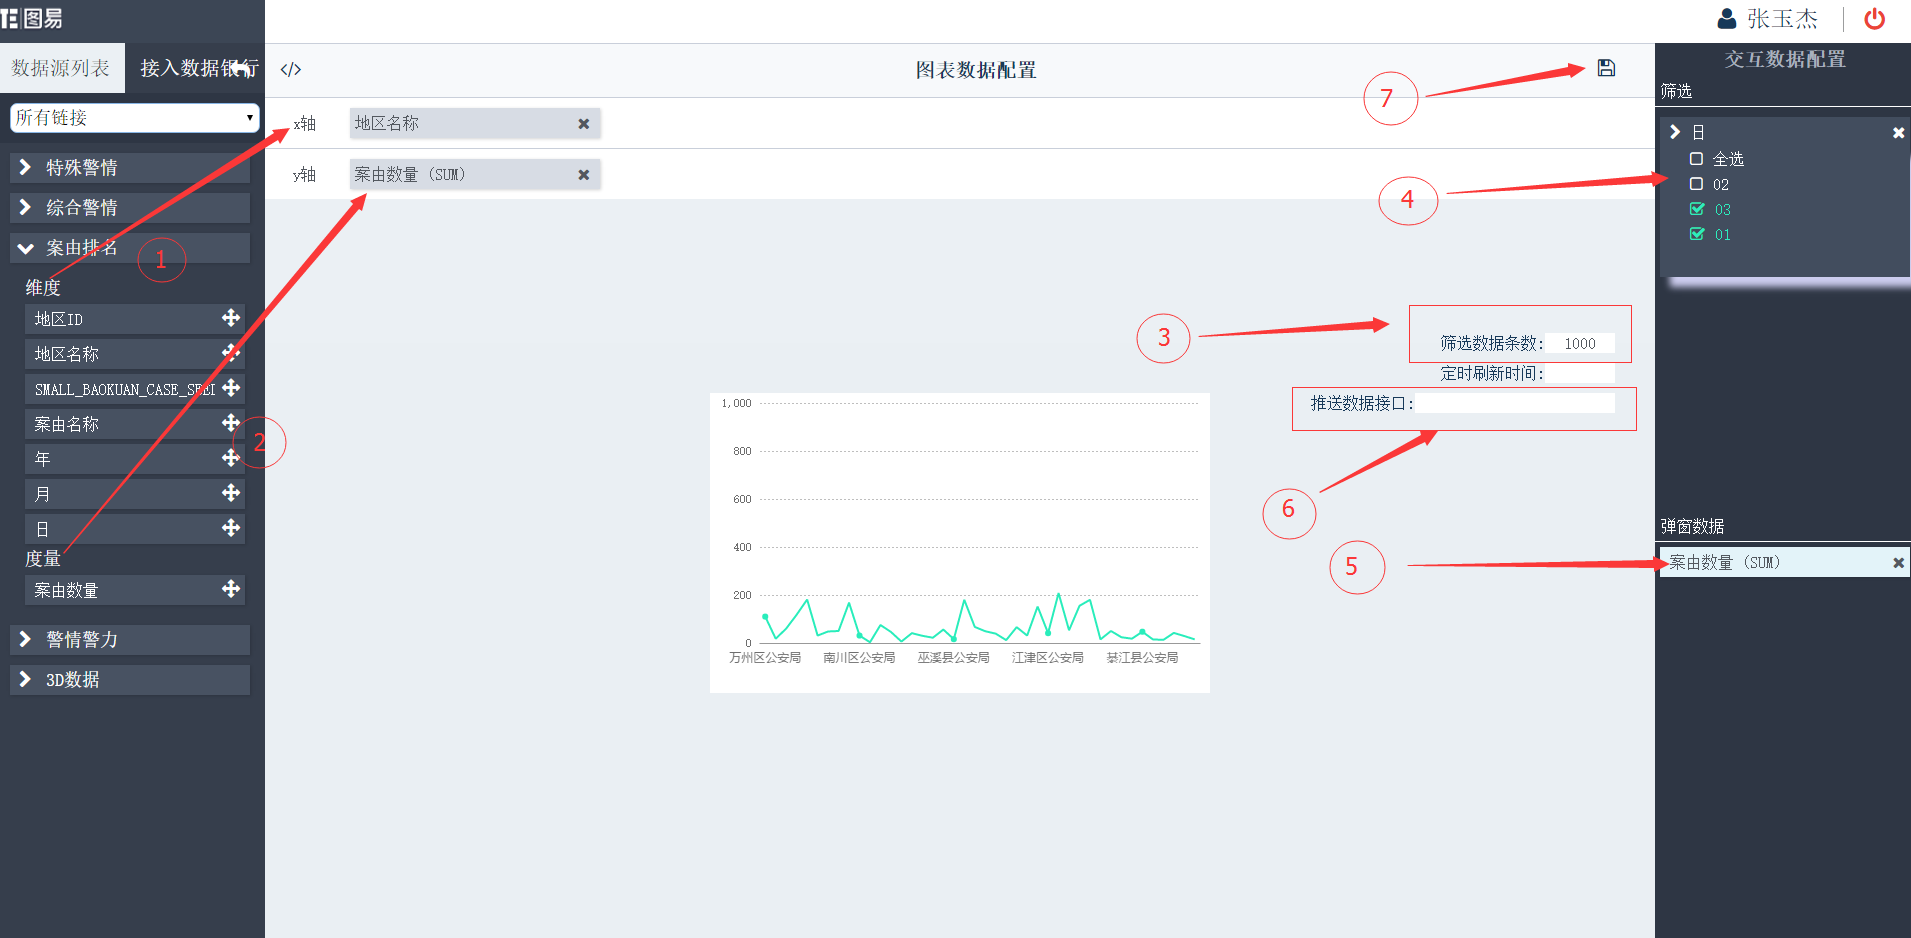 图易
张玉杰
数据源列表
接入数据银行
</>
图表数据配置
交互数据配置
所有链接
特殊警情
综合警情
案由排名
维度
地区ID
地区名称
案由名称
年
月
日
度量
案由数量
警情警力
3D数据
x轴
地区名称
y轴
案由数量（SUM）
筛选数据条数:
1000
定时刷新时间:
推送数据接口:
1,000
800
600
400
200
0
万州区公安局
南川区公安局
巫溪县公安局
江津区公安局
綦江县公安局
筛选
日
全选
02
03
01
弹窗数据
案由数量（SUM）
1
2
3
4
5
6
7